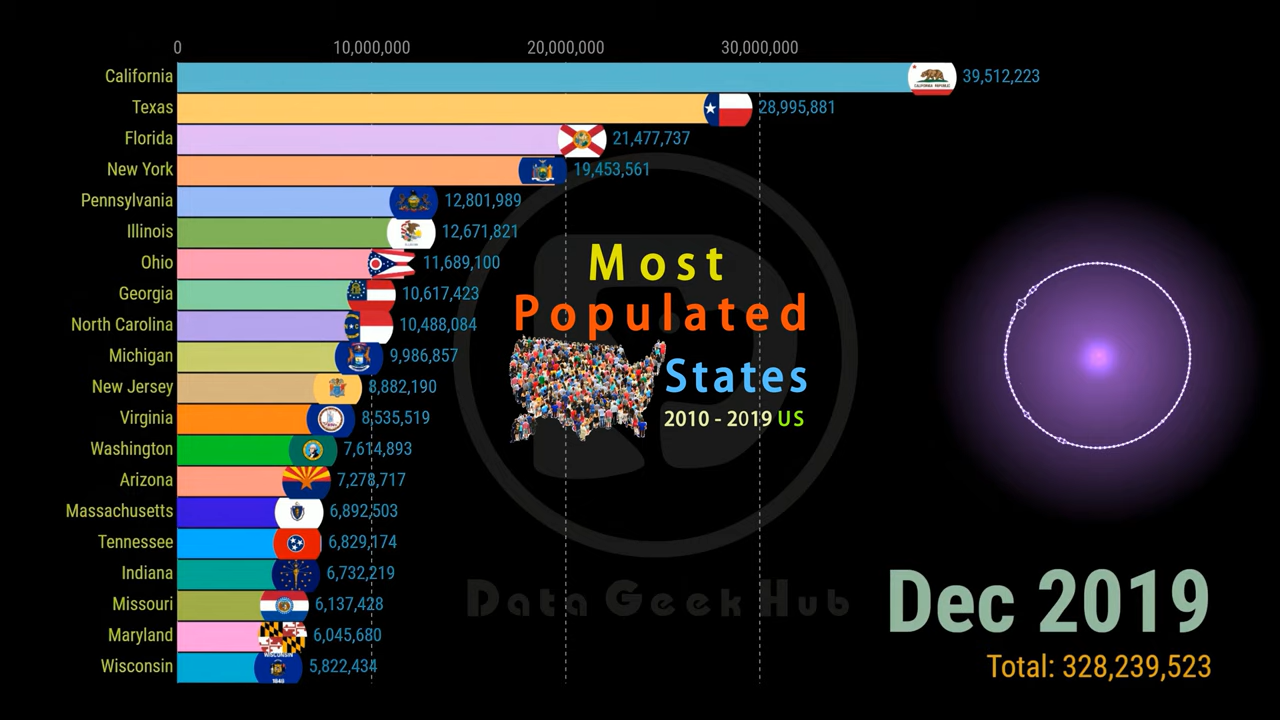 0 10,000,000 20,000,000 30,000,000
California 39,512,223
Texas 28,995,881
Florida 21,477,737
New York 19,453,561
Pennsylvania 12,801,989
Illinois 12,671,821
Ohio 11,689,100
Georgia 10,617,423
North Carolina 10,488,084
Michigan 9,986,857
New Jersey 8,882,190
Virginia 8,535,519
Washington 7,614,893
Arizona 7,278,717
Massachusetts 6,892,503
Tennessee 6,829,174
Indiana 6,732,219
Missouri 6,137,428
Maryland 6,045,680
Wisconsin 5,822,434
CALIFORNIA REPUBLIC
WISCONSIN
1848
Most
Populated
States
2010 - 2019 US
Data Geek Hub
Dec 2019
Total: 328,239,523